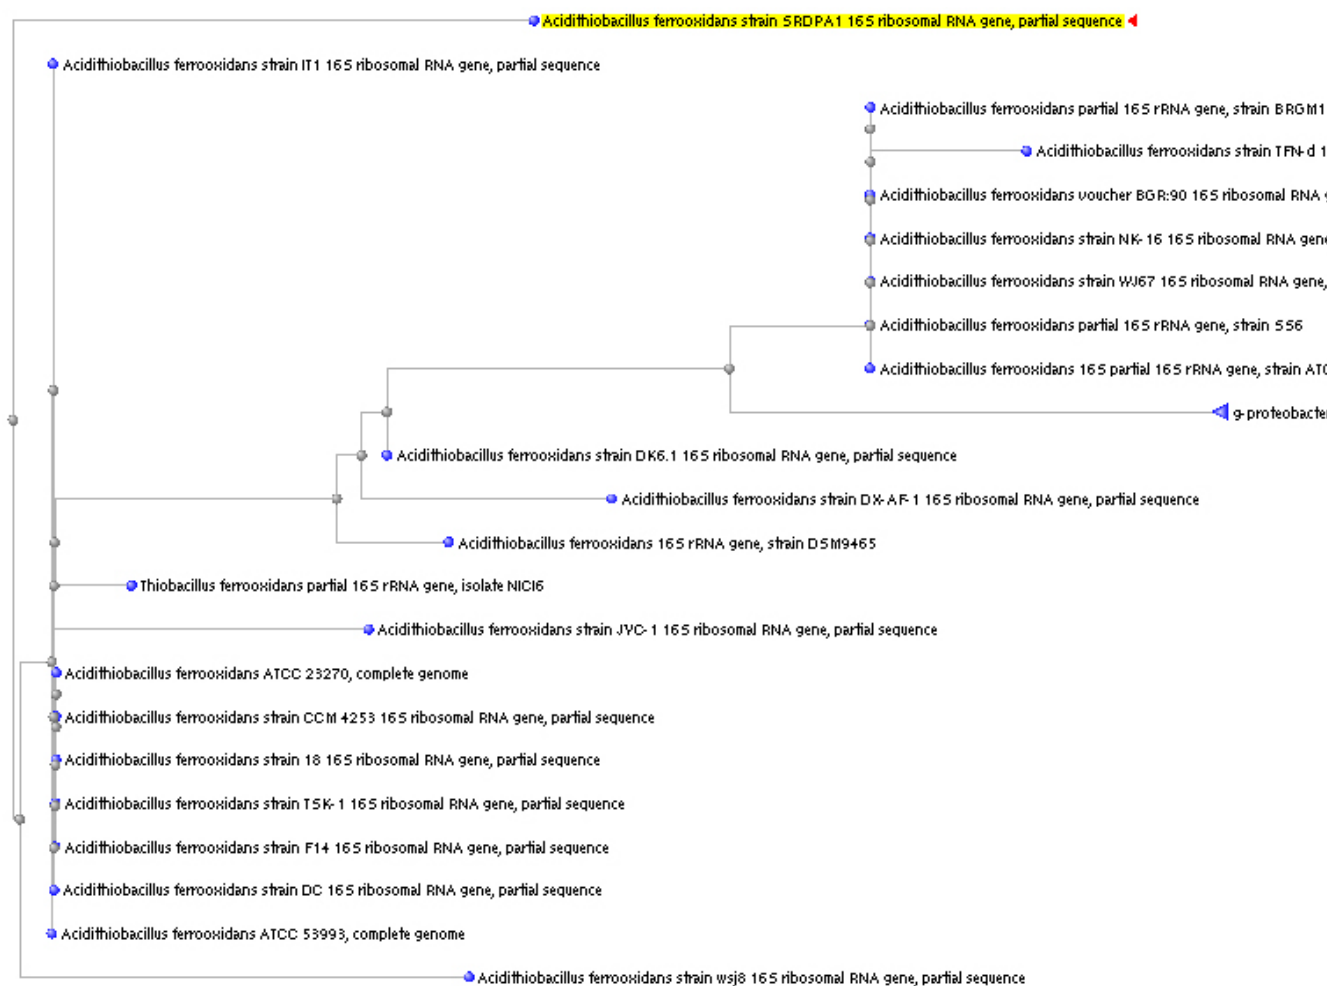 Acidithiobacillus ferrooxidans strain SRDPA1 16S ribosomal RNA gene, partial sequence
Acidithiobacillus ferrooxidans strain IT1 16S ribosomal RNA gene, partial sequence
Acidithiobacillus ferrooxidans partial 16S rRNA gene, strain BRGM1
Acidithiobacillus ferrooxidans strain TFN-d 1
Acidithiobacillus ferrooxidans voucher BGR:90 16S ribosomal RNA
Acidithiobacillus ferrooxidans strain NK-16 16S ribosomal RNA gene
Acidithiobacillus ferrooxidans strain WJ67 16S ribosomal RNA gene,
Acidithiobacillus ferrooxidans partial 16S rRNA gene, strain SS6
Acidithiobacillus ferrooxidans 16S partial 16S rRNA gene, strain ATC
g-proteobacte
Acidithiobacillus ferrooxidans strain DK6.1 16S ribosomal RNA gene, partial sequence
Acidithiobacillus ferrooxidans strain DX-AF-1 16S ribosomal RNA gene, partial sequence
Acidithiobacillus ferrooxidans 16S rRNA gene, strain DSM9465
Thiobacillus ferrooxidans partial 16S rRNA gene, isolate NICI6
Acidithiobacillus ferrooxidans strain JYC-1 16S ribosomal RNA gene, partial sequence
Acidithiobacillus ferrooxidans ATCC 23270, complete genome
Acidithiobacillus ferrooxidans strain CCM 4253 16S ribosomal RNA gene, partial sequence
Acidithiobacillus ferrooxidans strain 18 16S ribosomal RNA gene, partial sequence
Acidithiobacillus ferrooxidans strain TSK-1 16S ribosomal RNA gene, partial sequence
Acidithiobacillus ferrooxidans strain F14 16S ribosomal RNA gene, partial sequence
Acidithiobacillus ferrooxidans strain DC 16S ribosomal RNA gene, partial sequence
Acidithiobacillus ferrooxidans ATCC 53993, complete genome
Acidithiobacillus ferrooxidans strain wsj8 16S ribosomal RNA gene, partial sequence